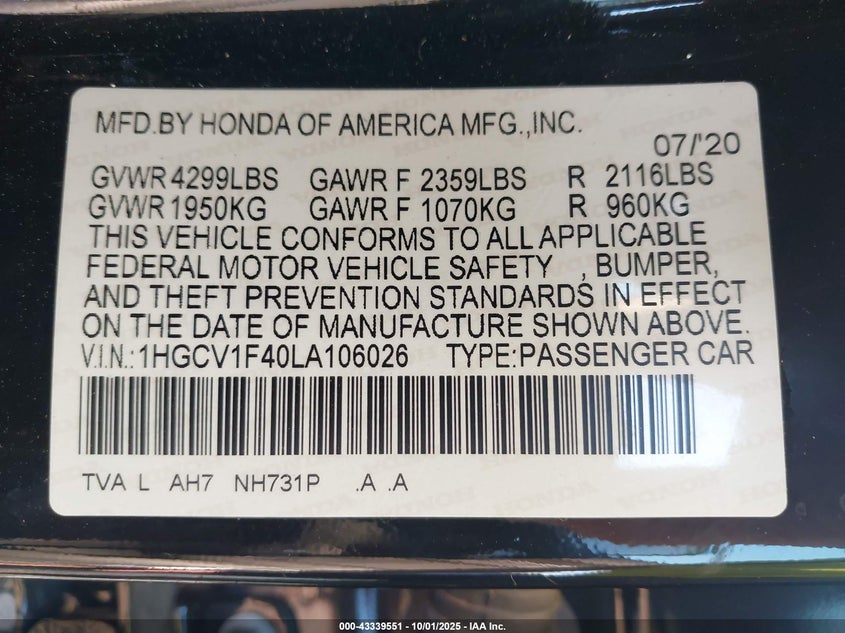 MFD.BY HONDA OF AMERICA MFG.,INC.
07/'20
GVWR 4299LBS GAWR F 2359LBS R 2116LBS
GVWR 1950KG GAWR F 1070KG R 960KG
THIS VEHICLE CONFORMS TO ALL APPLICABLE
FEDERAL MOTOR VEHICLE SAFETY , BUMPER,
AND THEFT PREVENTION STANDARDS IN EFFECT
ON THE DATE OF MANUFACTURE SHOWN ABOVE.
V.I.N.:1HGCV1F40LA106026 TYPE:PASSENGER CAR
TVA L AH7 NH731P .A .A
000-43339551 - 10/01/2025 - IAA Inc.